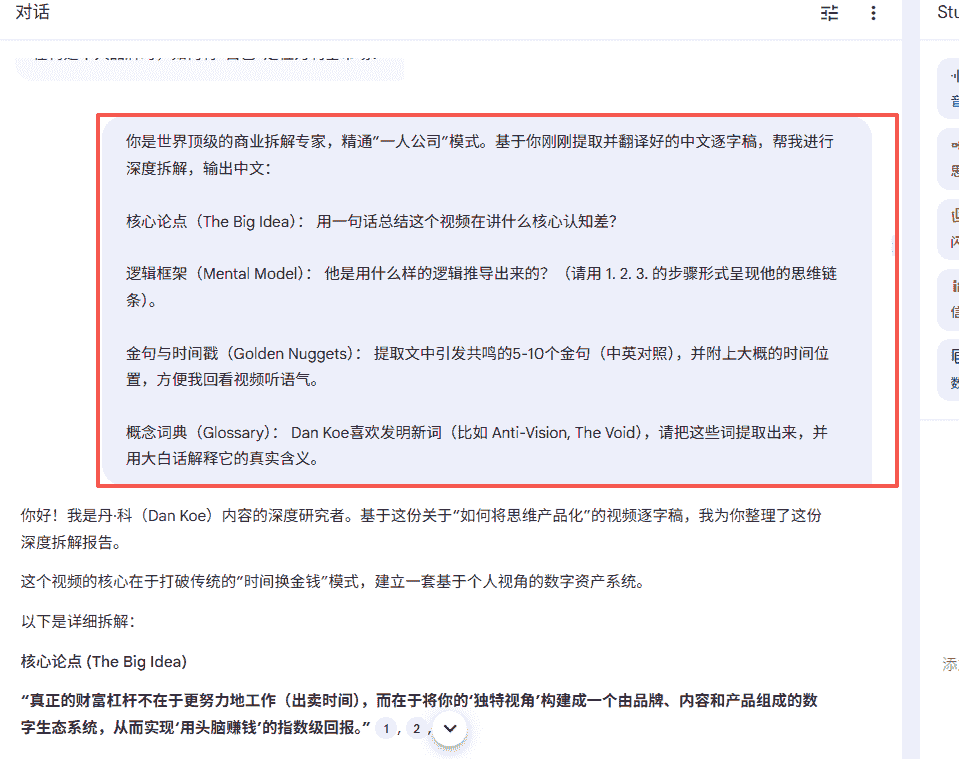 对话
Stu
你是世界顶级的商业拆解专家，精通“一人公司”模式。基于你刚刚提取并翻译好的中文逐字稿，帮我进行
深度拆解，输出中文：
核心论点（The Big Idea）： 用一句话总结这个视频在讲什么核心认知差？
逻辑框架（Mental Model）： 他是用什么样的逻辑推导出来的？（请用 1. 2. 3. 的步骤形式呈现他的思维链
条）。
金句与时间戳（Golden Nuggets）： 提取文中引发共鸣的5-10个金句（中英对照），并附上大概的时间位
置，方便我回看视频听语气。
概念词典（Glossary）： Dan Koe喜欢发明新词（比如 Anti-Vision, The Void），请把这些词提取出来，并
用大白话解释它的真实含义。
你好！我是丹·科（Dan Koe）内容的深度研究者。基于这份关于“如何将思维产品化”的视频逐字稿，我为你整理了这份
深度拆解报告。
这个视频的核心在于打破传统的“时间换金钱”模式，建立一套基于个人视角的数字资产系统。
以下是详细拆解：
核心论点 (The Big Idea)
“真正的财富杠杆不在于更努力地工作（出卖时间），而在于将你的‘独特视角’构建成一个由品牌、内容和产品组成的数
字生态系统，从而实现‘用头脑赚钱’的指数级回报。” 1 , 2 ,
音
思
闪
信
数
添